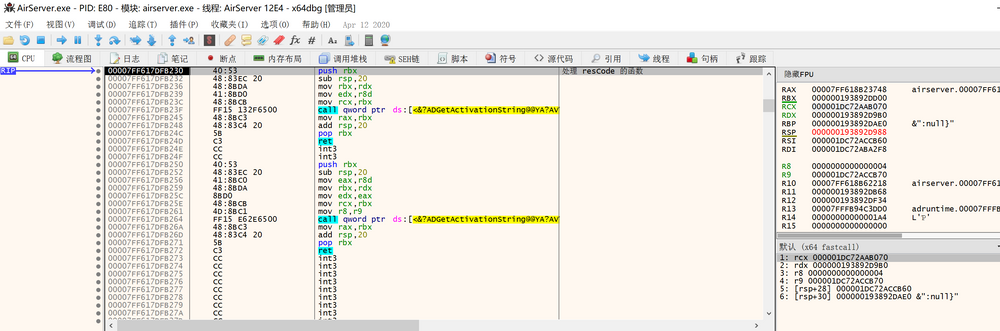 AirServer.exe - PID: E80 - 模块: airserver.exe - 线程: AirServer 12E4 - x64dbg [管理员]
文件(F) 视图(V) 调试(D) 追踪(T) 插件(P) 收藏夹(I) 选项(O) 帮助(H) Apr 12 2020
CPU 流程图 日志 笔记 断点 内存布局 调用堆栈 SEH链 脚本 符号 源代码 引用 线程 句柄 跟踪
RIP 00007FF617DFB230 40:53 push rbx 处理 resCode 的函数
00007FF617DFB232 48:83EC 20 sub rsp,20
00007FF617DFB236 48:8BDA mov rbx,rdx
00007FF617DFB239 41:8BD0 mov edx,r8d
00007FF617DFB23C 48:8BCB mov rcx,rbx
00007FF617DFB23F FF15 132F6500 call qword ptr ds:[<&?ADGetActivationString@@YA?AV
00007FF617DFB245 48:8BC3 mov rax,rbx
00007FF617DFB248 48:83C4 20 add rsp,20
00007FF617DFB24C 5B pop rbx
00007FF617DFB24D C3 ret
00007FF617DFB24E CC int3
00007FF617DFB24F CC int3
00007FF617DFB250 40:53 push rbx
00007FF617DFB252 48:83EC 20 sub rsp,20
00007FF617DFB256 41:8BC0 mov eax,r8d
00007FF617DFB259 48:8BDA mov rbx,rdx
00007FF617DFB25C 8BD0 mov edx,eax
00007FF617DFB25E 48:8BCB mov rcx,rbx
00007FF617DFB261 4D:8BC1 mov r8,r9
00007FF617DFB264 FF15 E62E6500 call qword ptr ds:[<&?ADGetActivationString@@YA?AV
00007FF617DFB26A 48:8BC3 mov rax,rbx
00007FF617DFB26D 48:83C4 20 add rsp,20
00007FF617DFB271 5B pop rbx
00007FF617DFB272 C3 ret
00007FF617DFB273 CC int3
00007FF617DFB274 CC int3
00007FF617DFB275 CC int3
00007FF617DFB276 CC int3
00007FF617DFB277 CC int3
00007FF617DFB278 CC int3
00007FF617DFB279 CC int3
00007FF617DFB27A CC int3
隐藏FPU
RAX 00007FF618B23748 airserver.00007FF61
RBX 000000193892DD00
RCX 000001DC72AAB070
RDX 000000193892D9B0
RBP 000000193892DAE0 &":null}"
RSP 000000193892D988
RSI 000001DC72ACCB60
RDI 000001DC72ABA2F8
R8 0000000000000004
R9 000001DC72ACCB70
R10 00007FF618B62218 airserver.00007FF61
R11 000000193892DB68
R12 000000193892DF34
R13 00007FFFB94C3DD0 adruntime.00007FFFB
R14 00000000000001A4 L'Ƥ'
R15 0000000000000000
默认 (x64 fastcall)
1: rcx 000001DC72AAB070
2: rdx 000000193892D9B0
3: r8 0000000000000004
4: r9 000001DC72ACCB70
5: [rsp+28] 000001DC72ACCB60
6: [rsp+30] 000000193892DAE0 &":null}"